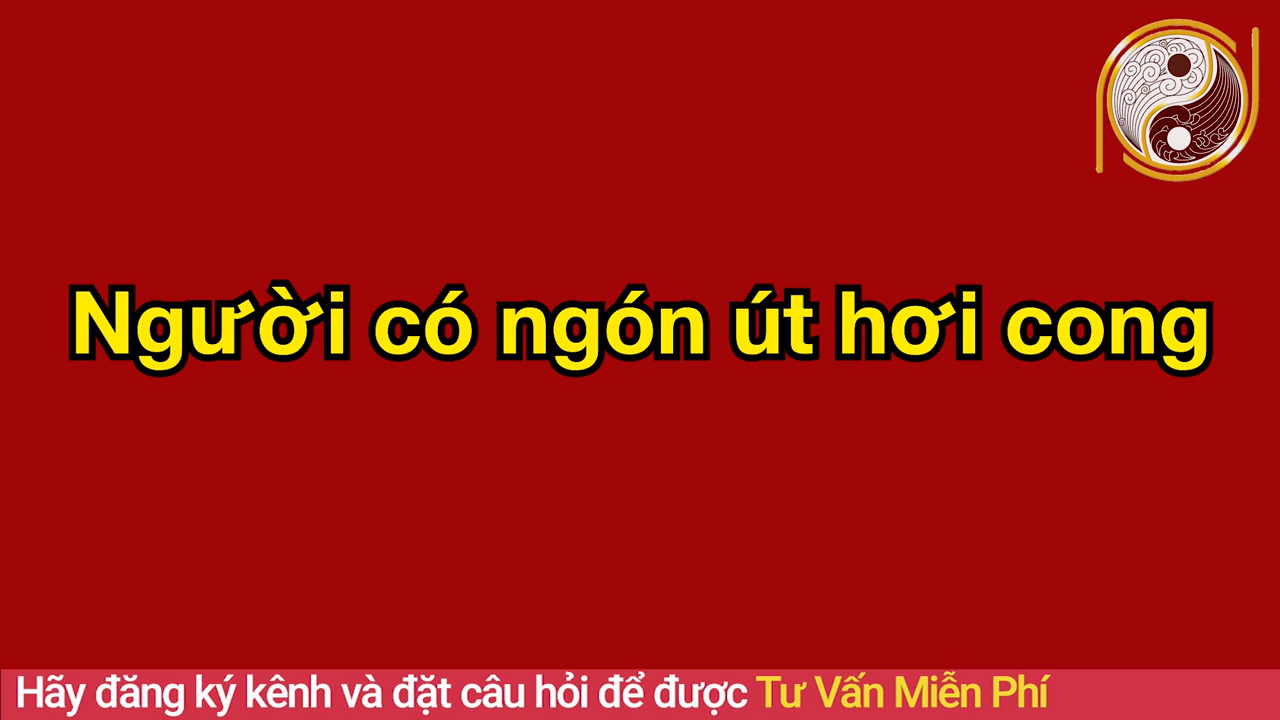 Người có ngón út hơi cong
Hãy đăng ký kênh và đặt câu hỏi để được Tư Vấn Miễn Phí